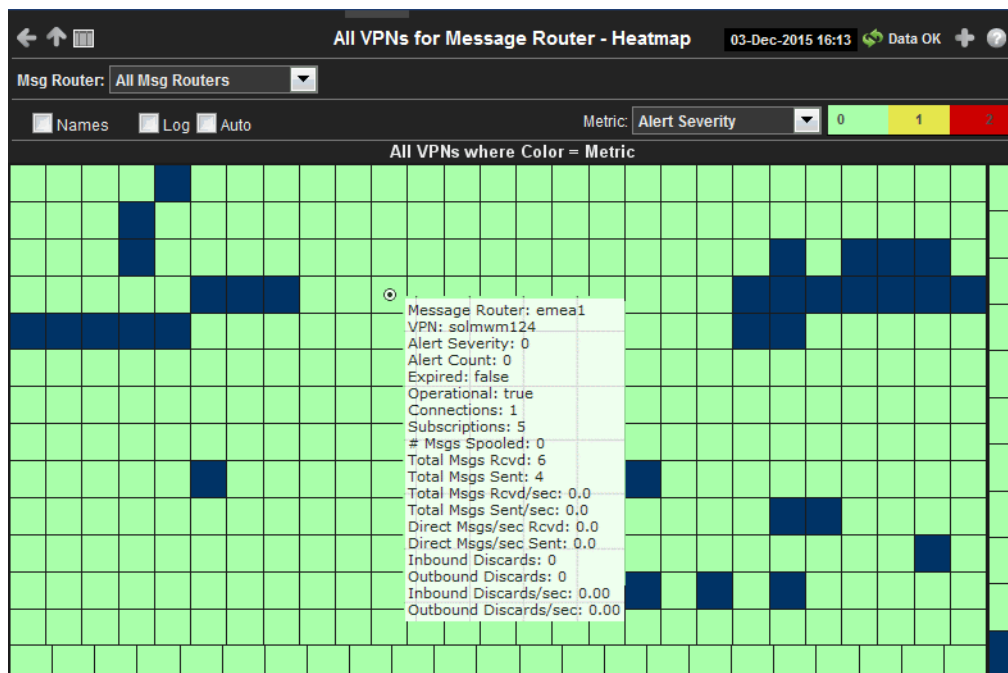 All VPNs for Message Router - Heatmap 03-Dec-2015 16:13 Data OK
Msg Router: All Msg Routers
Names Log Auto Metric: Alert Severity 0 1 2
All VPNs where Color = Metric
Message Router: emea1
VPN: solmwm124
Alert Severity: 0
Alert Count: 0
Expired: false
Operational: true
Connections: 1
Subscriptions: 5
# Msgs Spooled: 0
Total Msgs Rcvd: 6
Total Msgs Sent: 4
Total Msgs Rcvd/sec: 0.0
Total Msgs Sent/sec: 0.0
Direct Msgs/sec Rcvd: 0.0
Direct Msgs/sec Sent: 0.0
Inbound Discards: 0
Outbound Discards: 0
Inbound Discards/sec: 0.00
Outbound Discards/sec: 0.00